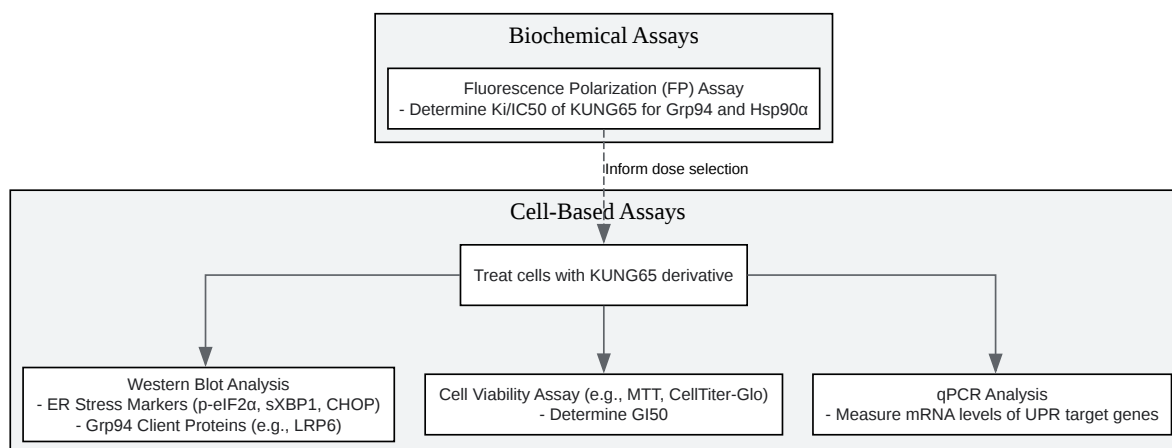 Biochemical Assays
Fluorescence Polarization (FP) Assay
- Determine Ki/IC50 of KUNG65 for Grp94 and Hsp90α
Inform dose selection
Cell-Based Assays
Treat cells with KUNG65 derivative
Western Blot Analysis
- ER Stress Markers (p-eIF2α, sXBP1, CHOP)
- Grp94 Client Proteins (e.g., LRP6)
Cell Viability Assay (e.g., MTT, CellTiter-Glo)
- Determine GI50
qPCR Analysis
- Measure mRNA levels of UPR target genes